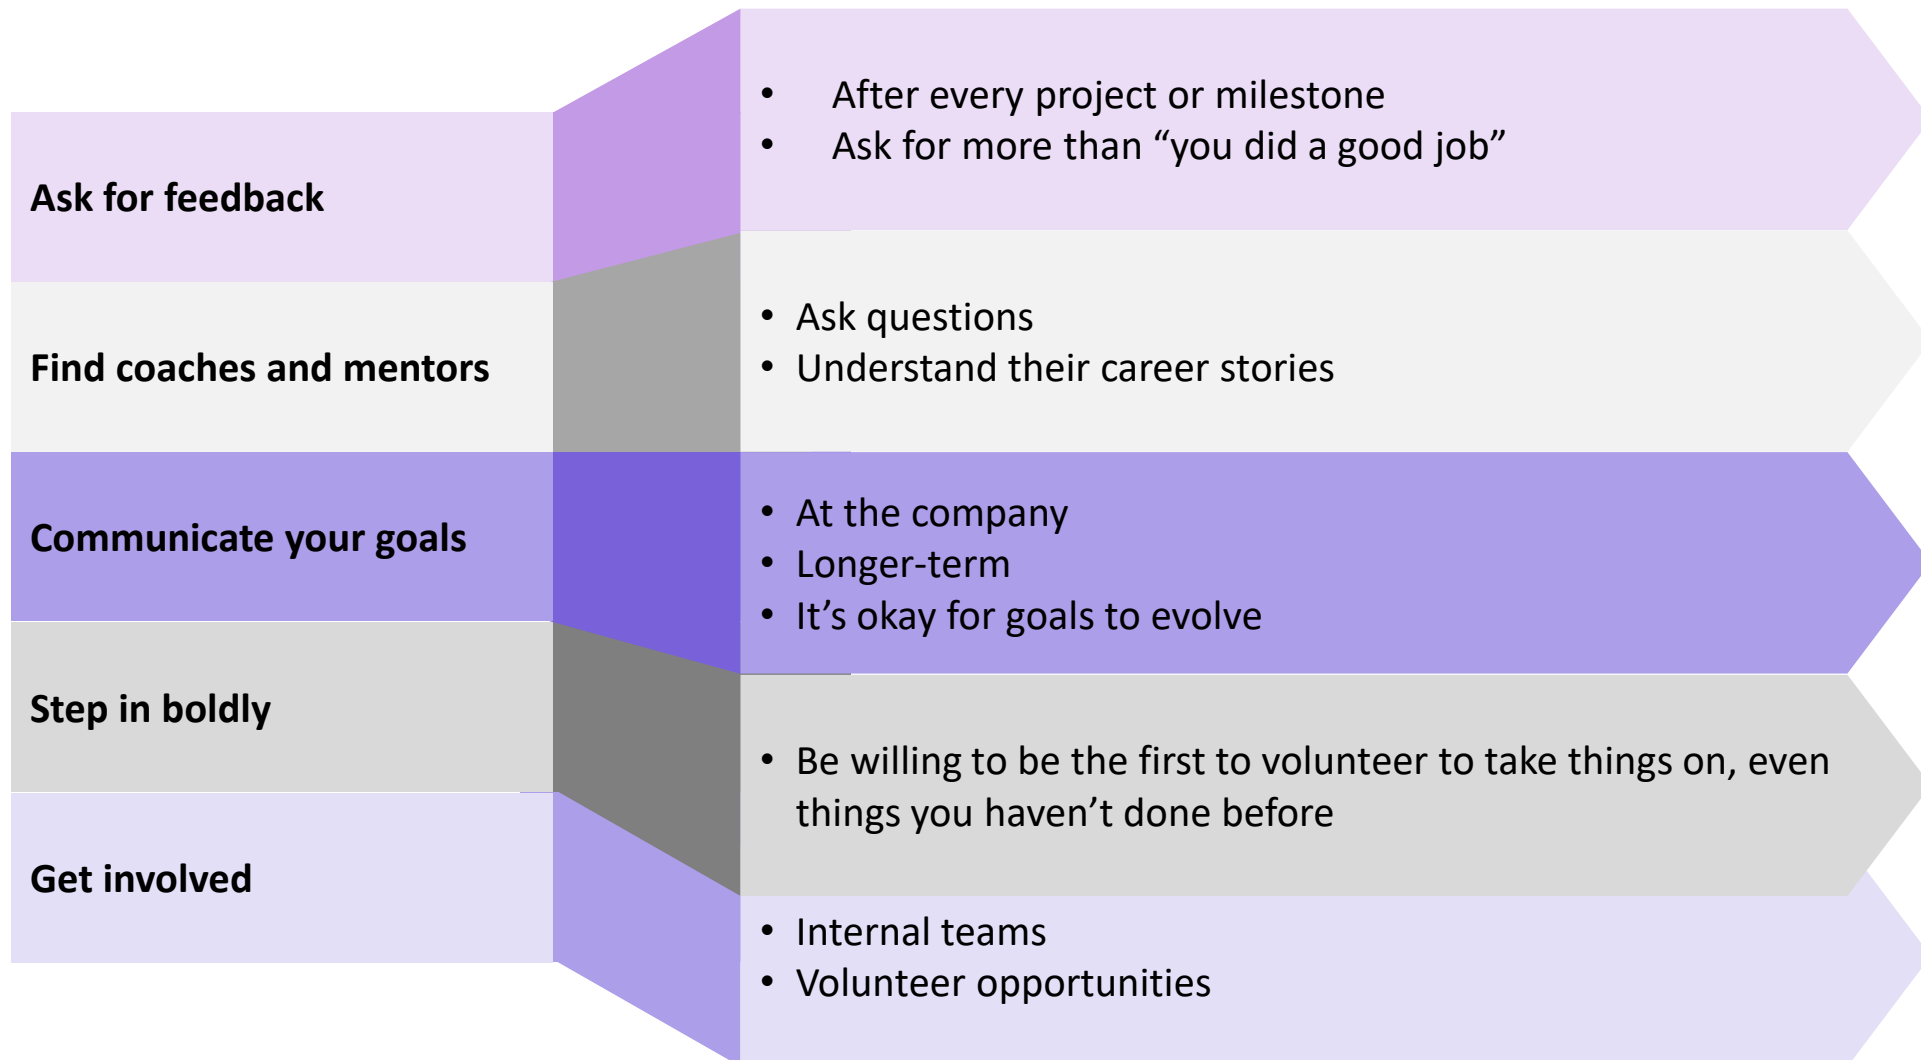 Ask for feedback
• After every project or milestone
• Ask for more than “you did a good job”
Find coaches and mentors
• Ask questions
• Understand their career stories
Communicate your goals
• At the company
• Longer-term
• It’s okay for goals to evolve
Step in boldly
• Be willing to be the first to volunteer to take things on, even
things you haven’t done before
Get involved
• Internal teams
• Volunteer opportunities